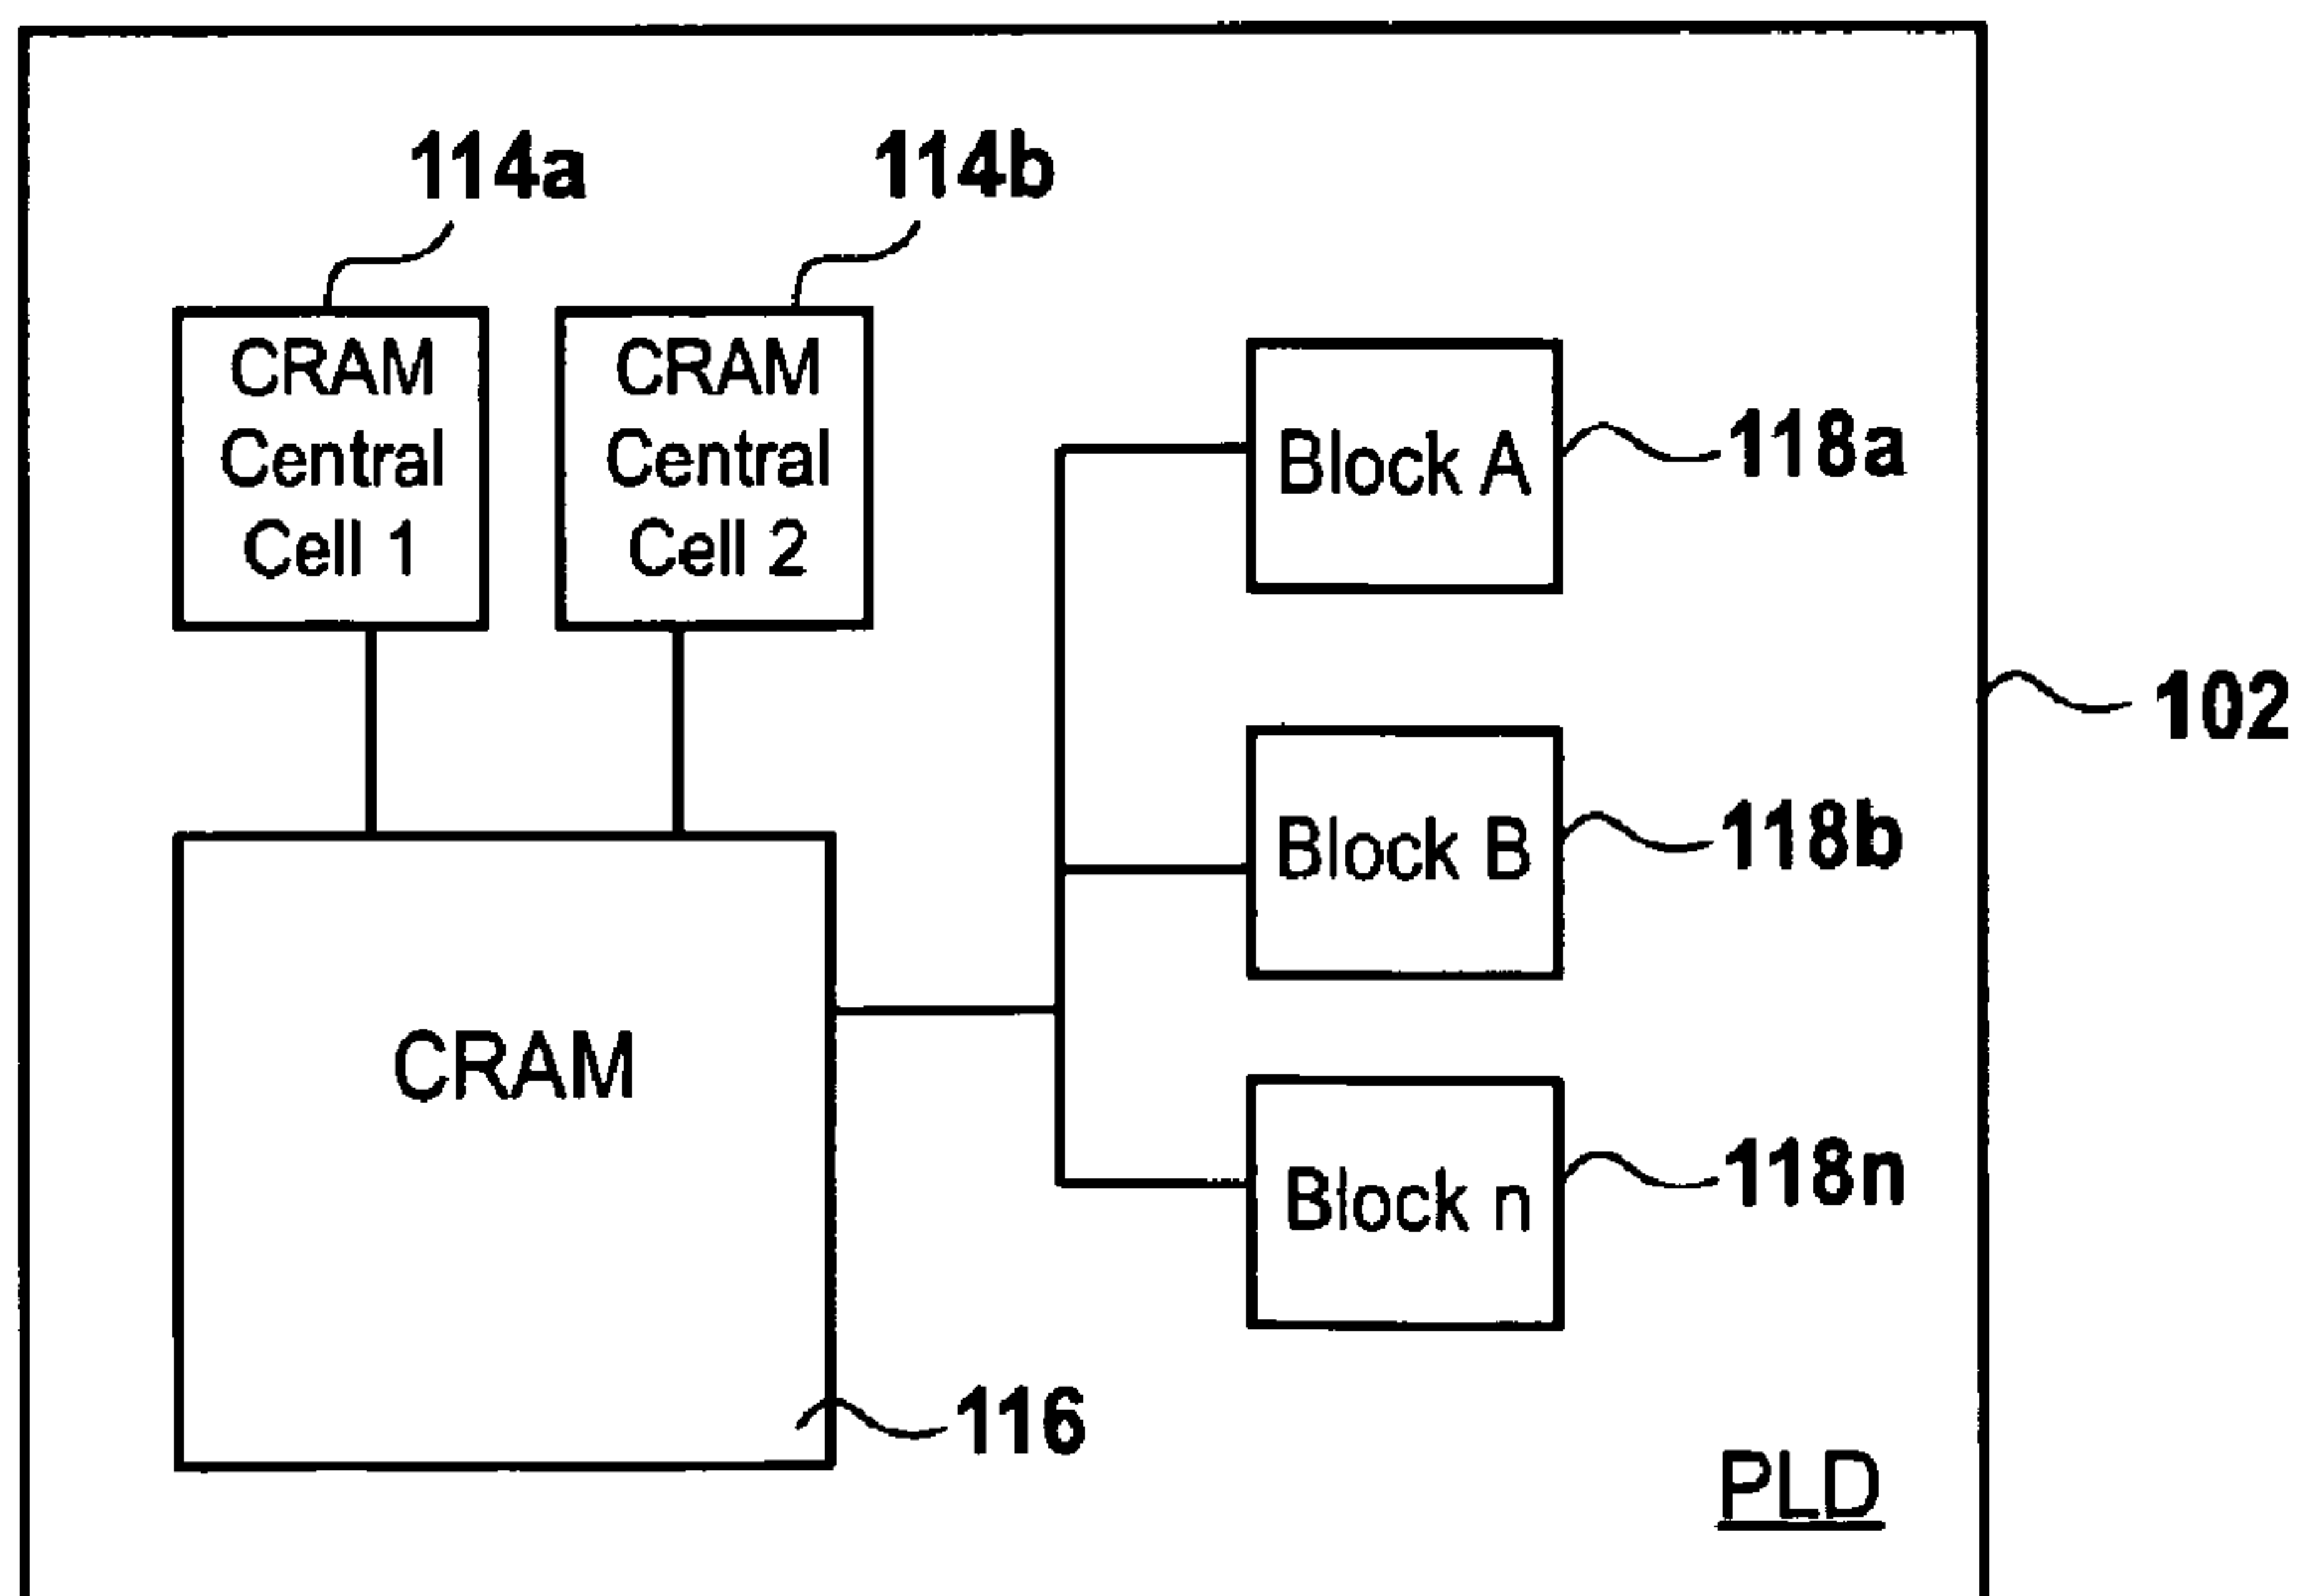 114a
114b
CRAM
Central
Cell 1
CRAM
Central
Cell 2
Block A
118a
102
Block B
118b
CRAM
Block n
118n
116
PLD